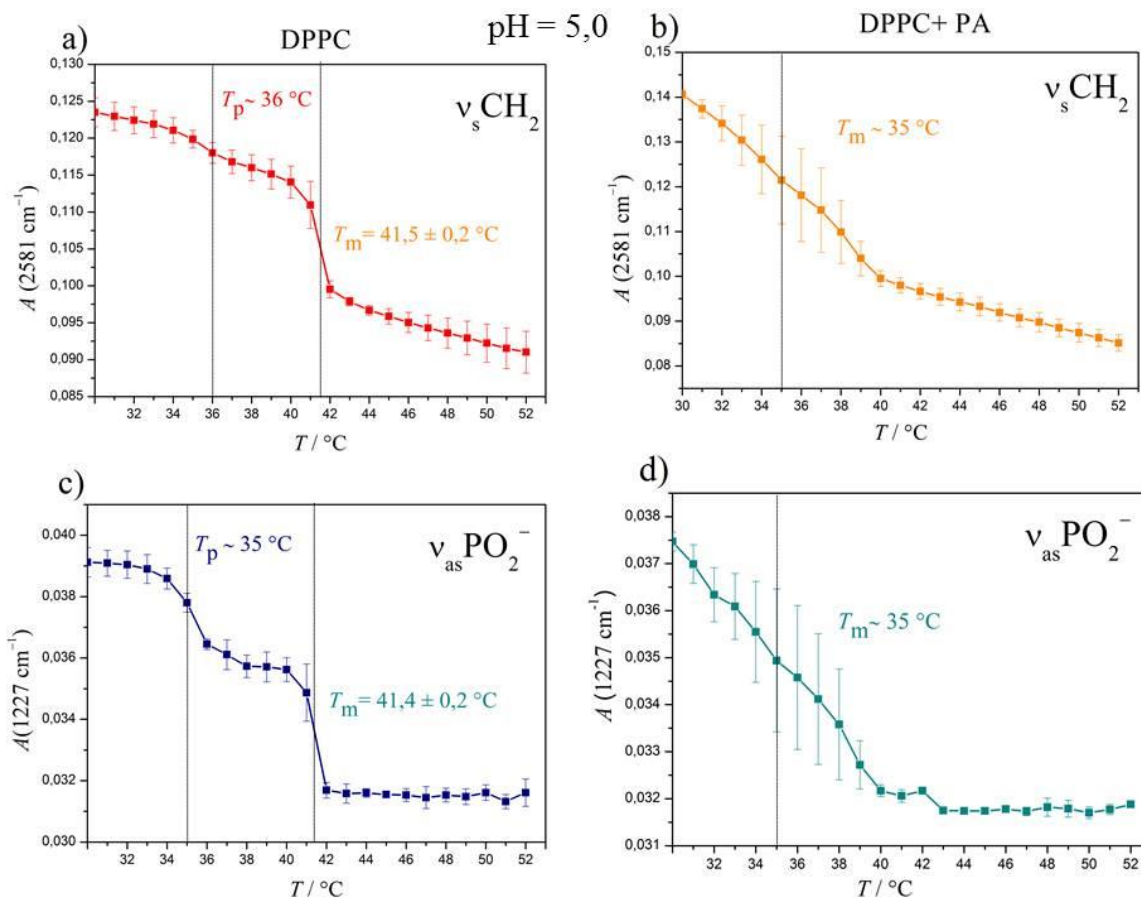 pH = 5,0
a)
DPPC
0,130
0,125
0,120
0,115
0,110
0,105
0,100
0,095
0,090
0,085
A (2581 cm⁻¹)
Tp ~ 36 °C
νsCH₂
Tm = 41,5 ± 0,2 °C
32 34 36 38 40 42 44 46 48 50 52
T / °C
b)
DPPC+ PA
0,15
0,14
0,13
0,12
0,11
0,10
0,09
0,08
A (2581 cm⁻¹)
νsCH₂
Tm ~ 35 °C
30 32 34 36 38 40 42 44 46 48 50 52
T / °C
c)
0,040
0,038
0,036
0,034
0,032
0,030
A(1227 cm⁻¹)
Tp ~ 35 °C
νasPO₂⁻
Tm = 41,4 ± 0,2 °C
32 34 36 38 40 42 44 46 48 50 52
T / °C
d)
0,038
0,037
0,036
0,035
0,034
0,033
0,032
0,031
A (1227 cm⁻¹)
νasPO₂⁻
Tm ~ 35 °C
32 34 36 38 40 42 44 46 48 50 52
T / °C